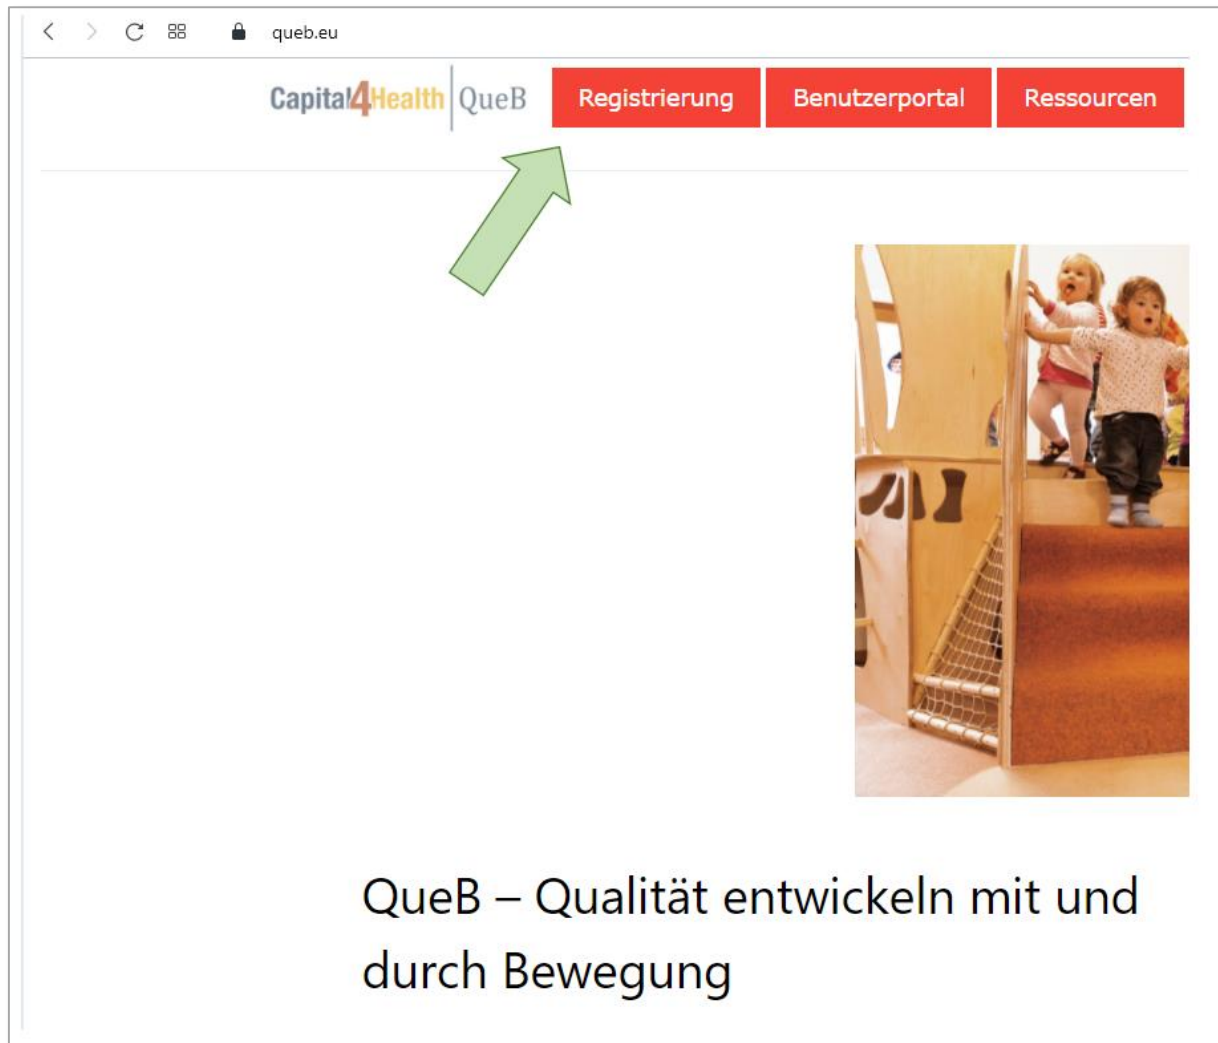 queb.eu
Capital4Health QueB Registrierung Benutzerportal Ressourcen
QueB – Qualität entwickeln mit und
durch Bewegung